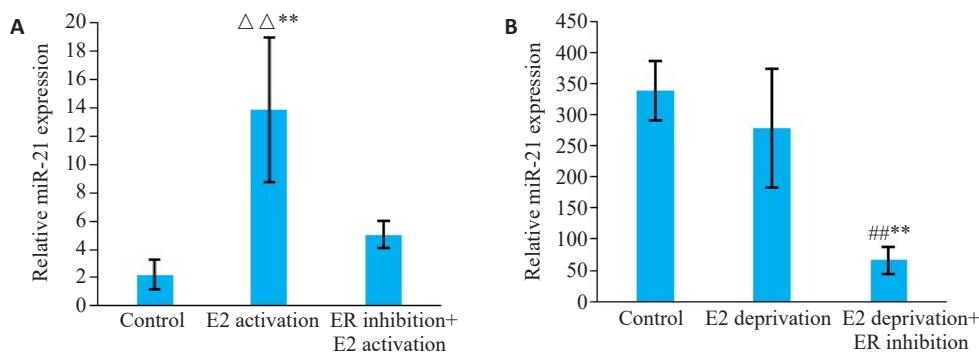 A
Relative miR-21 expression
20
18
16
14
12
10
8
6
4
2
0
△ △ **
Control
E2 activation
ER inhibition+
E2 activation
B
Relative miR-21 expression
450
400
350
300
250
200
150
100
50
0
##**
Control
E2 deprivation
E2 deprivation+
ER inhibition